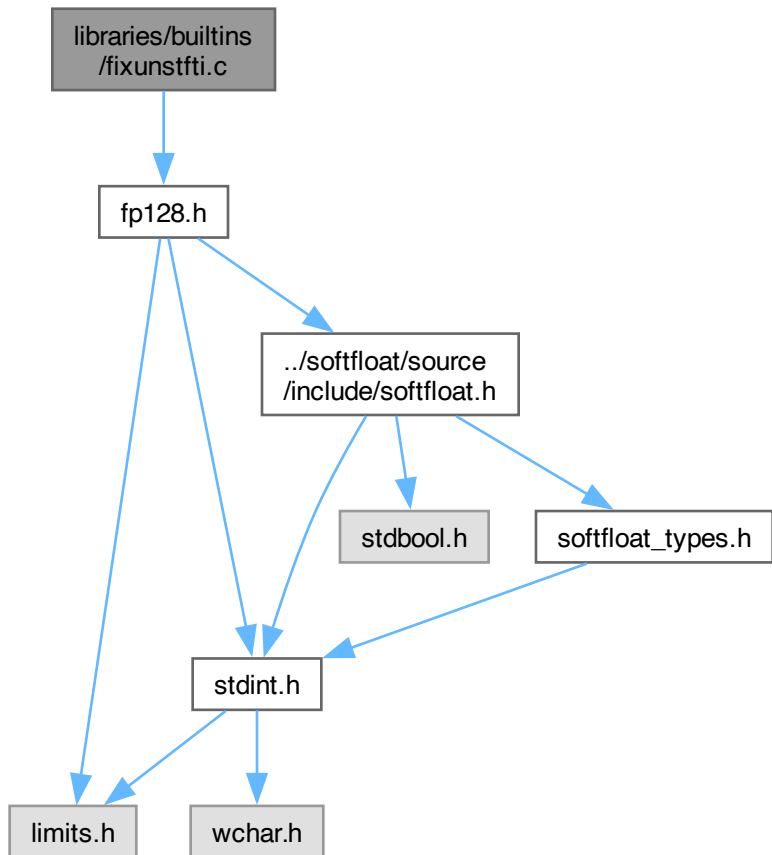 libraries/builtins
/fixunstfti.c
fp128.h
../softfloat/source
/include/softfloat.h
stdbool.h
softfloat_types.h
stdint.h
limits.h
wchar.h